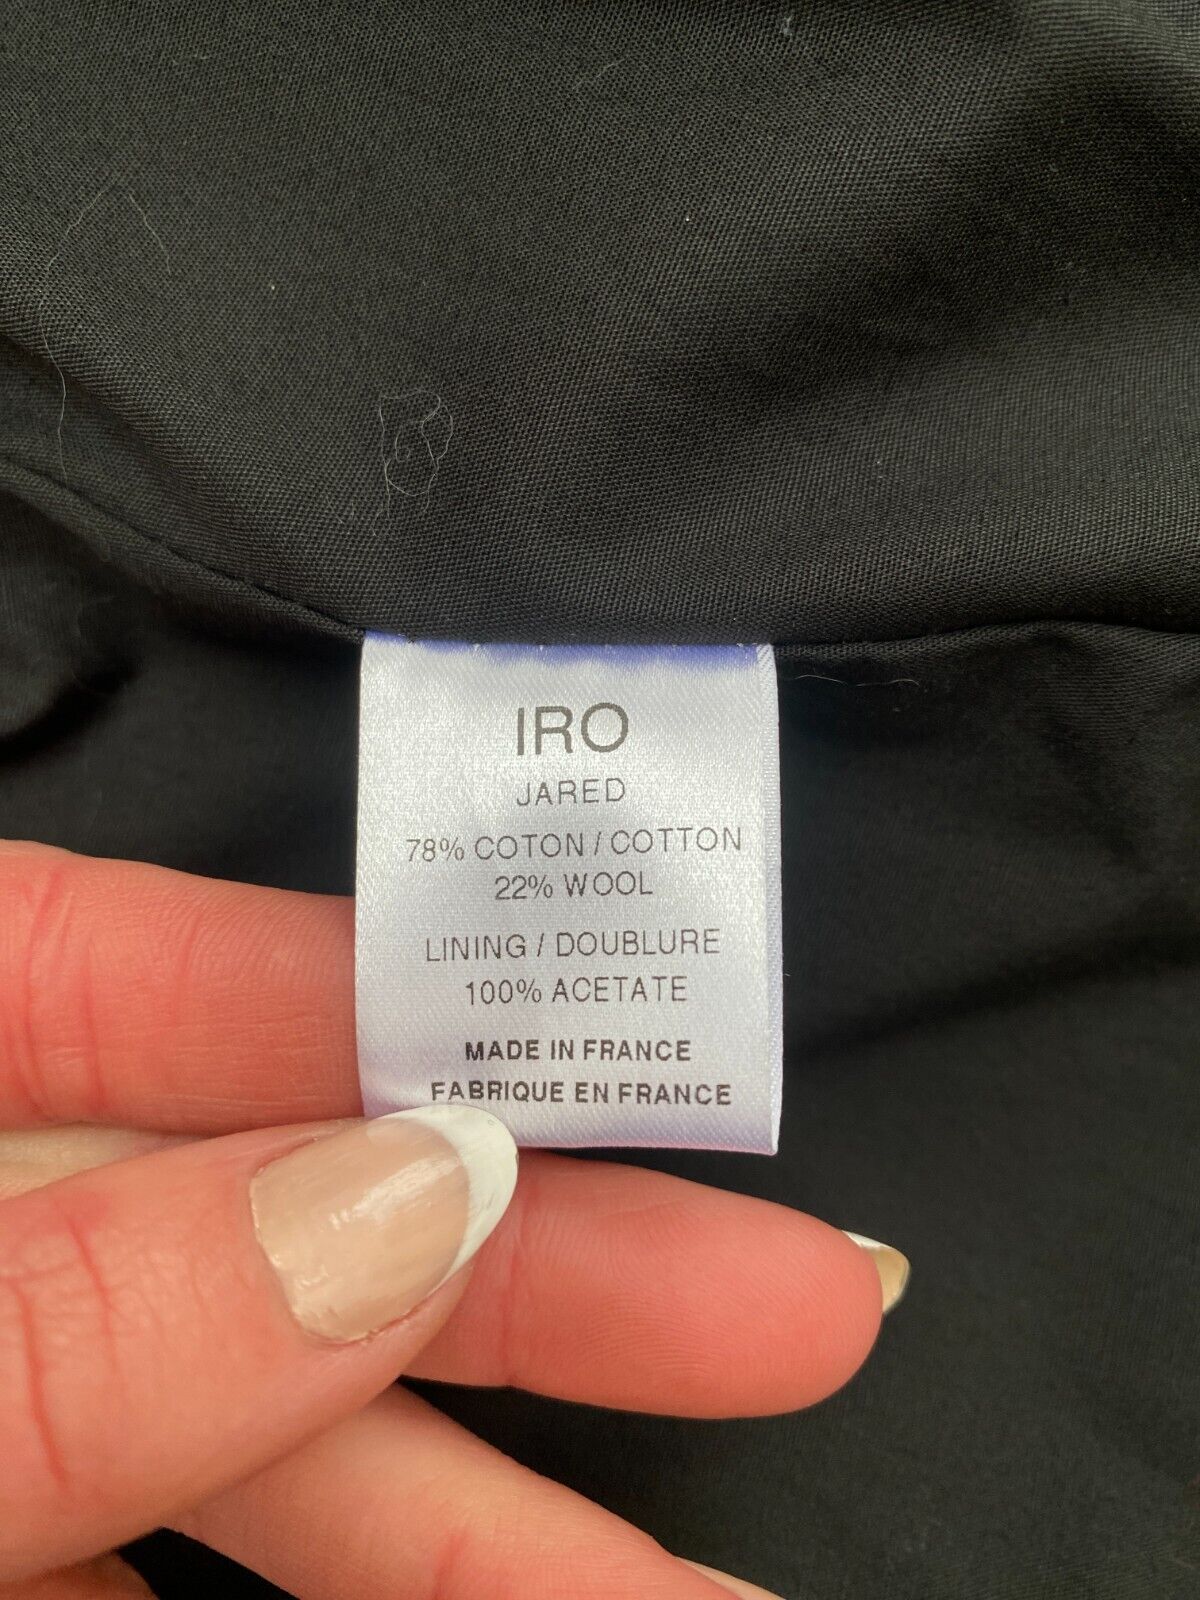 IRO
JARED
78% COTON / COTTON
22% WOOL
LINING / DOUBLURE
100% ACETATE
MADE IN FRANCE
FABRIQUE EN FRANCE